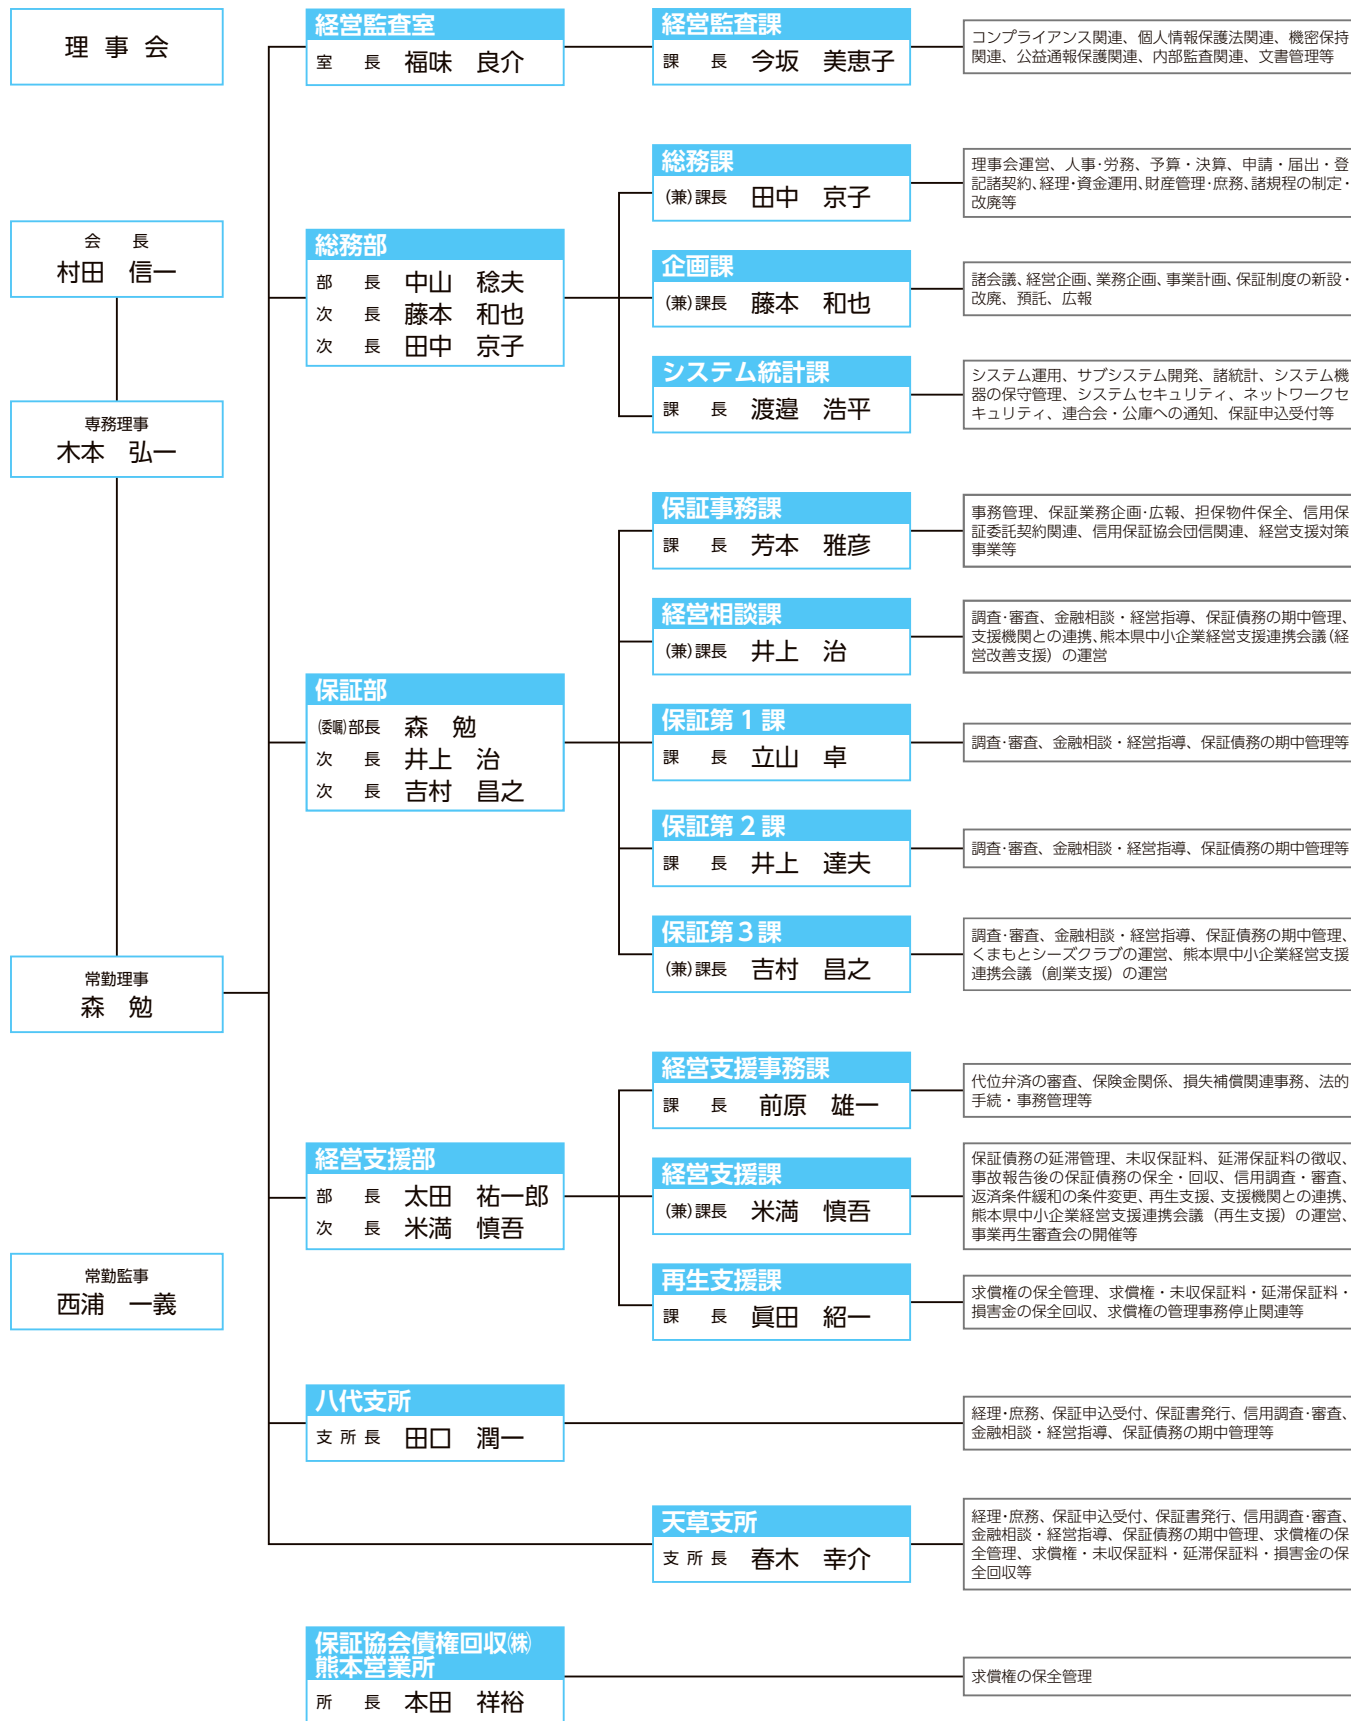 理事会
会　長
村田　信一
専務理事
木本　弘一
常勤理事
森　勉
常勤監事
西浦　一義
経営監査室
室　長　福味　良介
経営監査課
課　長　今坂　美恵子
コンプライアンス関連、個人情報保護法関連、機密保持
関連、公益通報保護関連、内部監査関連、文書管理等
総務部
部　長　中山　稔夫
次　長　藤本　和也
次　長　田中　京子
総務課
(兼)課長　田中　京子
理事会運営、人事・労務、予算・決算、申請・届出・登
記諸契約、経理・資金運用、財産管理・庶務、諸規程の制定・
改廃等
企画課
(兼)課長　藤本　和也
諸会議、経営企画、業務企画、事業計画、保証制度の新設・
改廃、預託、広報
システム統計課
課　長　渡邉　浩平
システム運用、サブシステム開発、諸統計、システム機
器の保守管理、システムセキュリティ、ネットワークセ
キュリティ、連合会・公庫への通知、保証申込受付等
保証部
(委嘱)部長　森　勉
次　長　井上　治
次　長　吉村　昌之
保証事務課
課　長　芳本　雅彦
事務管理、保証業務企画・広報、担保物件保全、信用保
証委託契約関連、信用保証協会団信関連、経営支援対策
事業等
経営相談課
(兼)課長　井上　治
調査・審査、金融相談・経営指導、保証債務の期中管理、
支援機関との連携、熊本県中小企業経営支援連携会議（経
営改善支援）の運営
保証第１課
課　長　立山　卓
調査・審査、金融相談・経営指導、保証債務の期中管理等
保証第２課
課　長　井上　達夫
調査・審査、金融相談・経営指導、保証債務の期中管理等
保証第３課
(兼)課長　吉村　昌之
調査・審査、金融相談・経営指導、保証債務の期中管理、
くまもとシーズクラブの運営、熊本県中小企業経営支援
連携会議（創業支援）の運営
経営支援部
部　長　太田　祐一郎
次　長　米満　慎吾
経営支援事務課
課　長　前原　雄一
代位弁済の審査、保険金関係、損失補償関連事務、法的
手続・事務管理等
経営支援課
(兼)課長　米満　慎吾
保証債務の延滞管理、未収保証料、延滞保証料の徴収、
事故報告後の保証債務の保全・回収、信用調査・審査、
返済条件緩和の条件変更、再生支援、支援機関との連携、
熊本県中小企業経営支援連携会議（再生支援）の運営、
事業再生審査会の開催等
再生支援課
課　長　眞田　紹一
求償権の保全管理、求償権・未収保証料・延滞保証料・
損害金の保全回収、求償権の管理事務停止関連等
八代支所
支所長　田口　潤一
経理・庶務、保証申込受付、保証書発行、信用調査・審査、
金融相談・経営指導、保証債務の期中管理等
天草支所
支所長　春木　幸介
経理・庶務、保証申込受付、保証書発行、信用調査・審査、
金融相談・経営指導、保証債務の期中管理、求償権の保
全管理、求償権・未収保証料・延滞保証料・損害金の保
全回収等
保証協会債権回収㈱
熊本営業所
所　長　本田　祥裕
求償権の保全管理